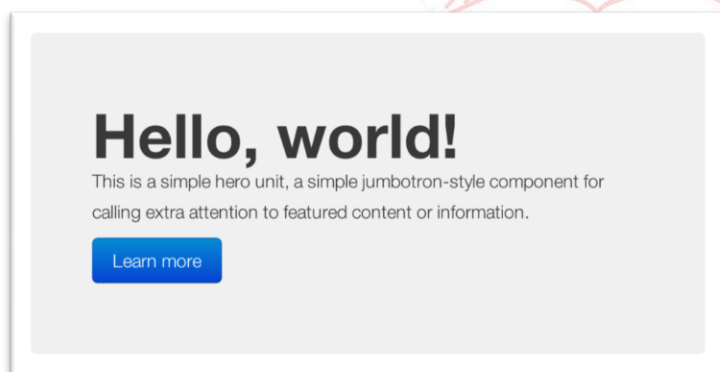 Hello, world!
This is a simple hero unit, a simple jumbotron-style component for
calling extra attention to featured content or information.
Learn more